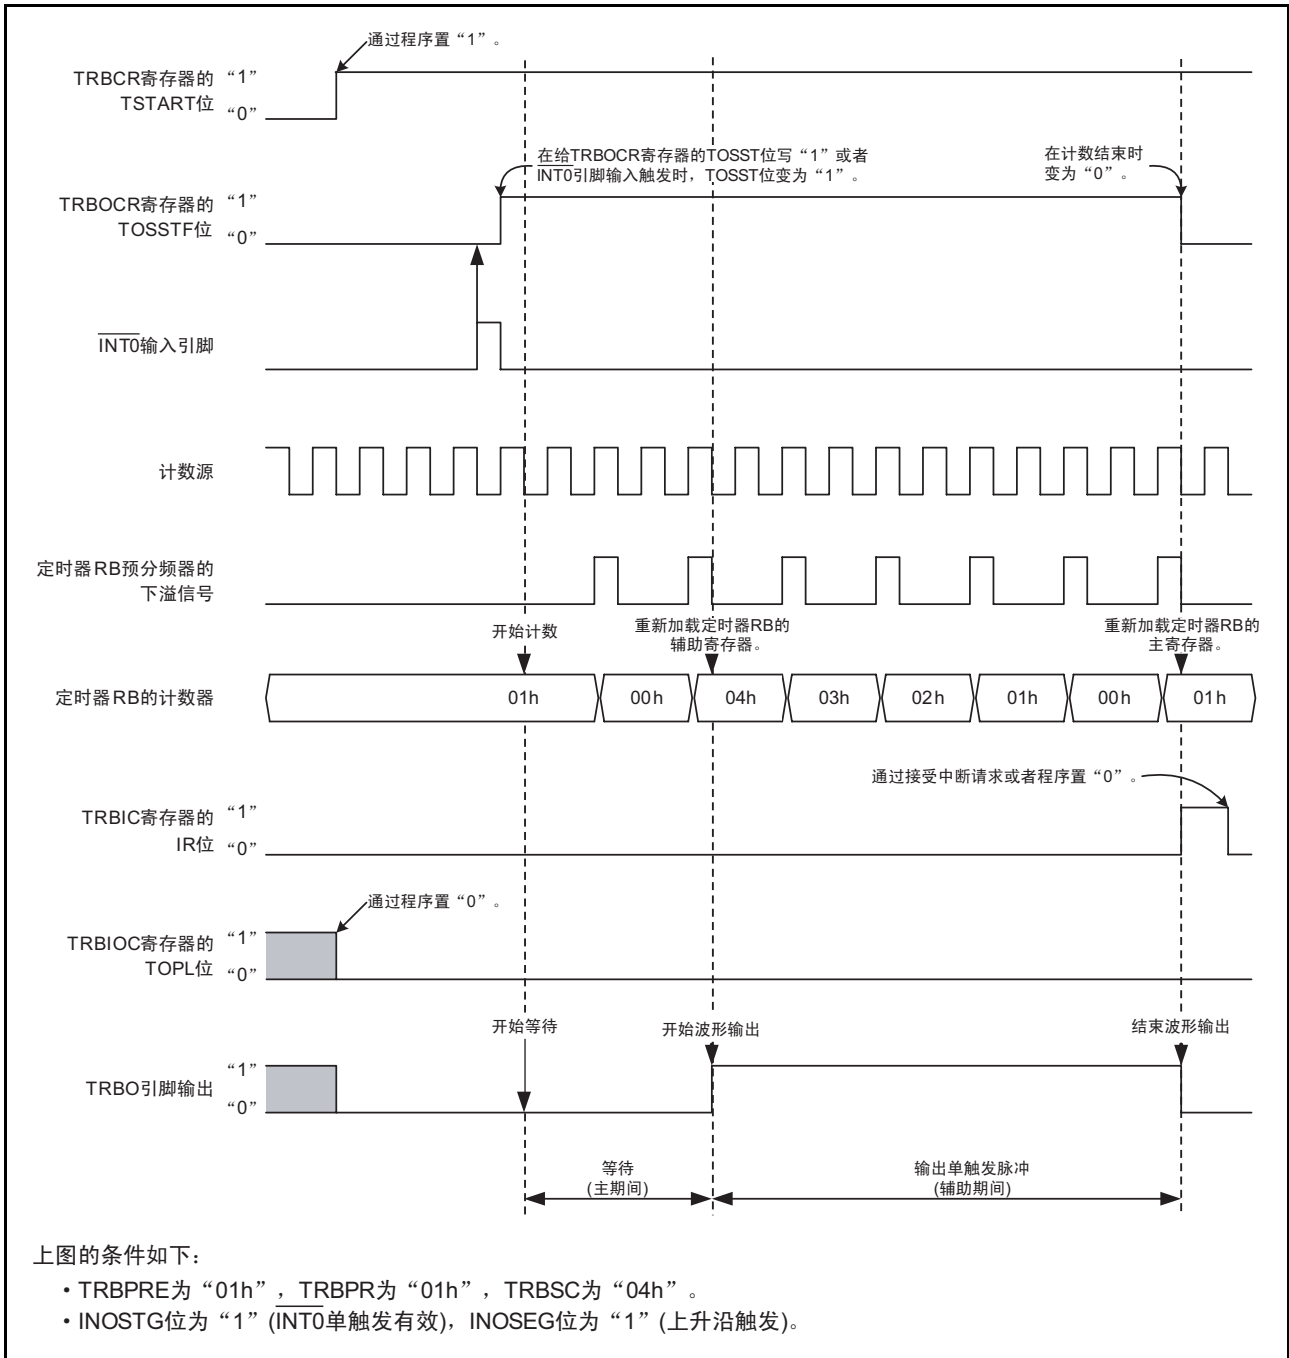 通过程序置“1”。
TRBCR寄存器的 “1”
TSTART位
“0”
在给TRBOCR寄存器的TOSST位写“1”或者
INT0引脚输入触发时，TOSST位变为“1”。
在计数结束时
变为“0”。
TRBOCR寄存器的 “1”
TOSSTF位 “0”
INT0输入引脚
计数源
定时器RB预分频器的
下溢信号
开始计数
重新加载定时器RB的
辅助寄存器。
重新加载定时器RB的
主寄存器。
定时器RB的计数器
01h 00h 04h 03h 02h 01h 00h 01h
通过接受中断请求或者程序置“0”。
TRBIC寄存器的 “1”
IR位 “0”
通过程序置“0”。
TRBIOC寄存器的 “1”
TOPL位 “0”
开始等待
开始波形输出
结束波形输出
TRBO引脚输出 “1”
“0”
等待
(主期间)
输出单触发脉冲
(辅助期间)
上图的条件如下：
• TRBPRE为“01h”，TRBPR为“01h”，TRBSC为“04h”。
• INOSTG位为“1”(INT0单触发有效)，INOSEG位为“1”(上升沿触发)。